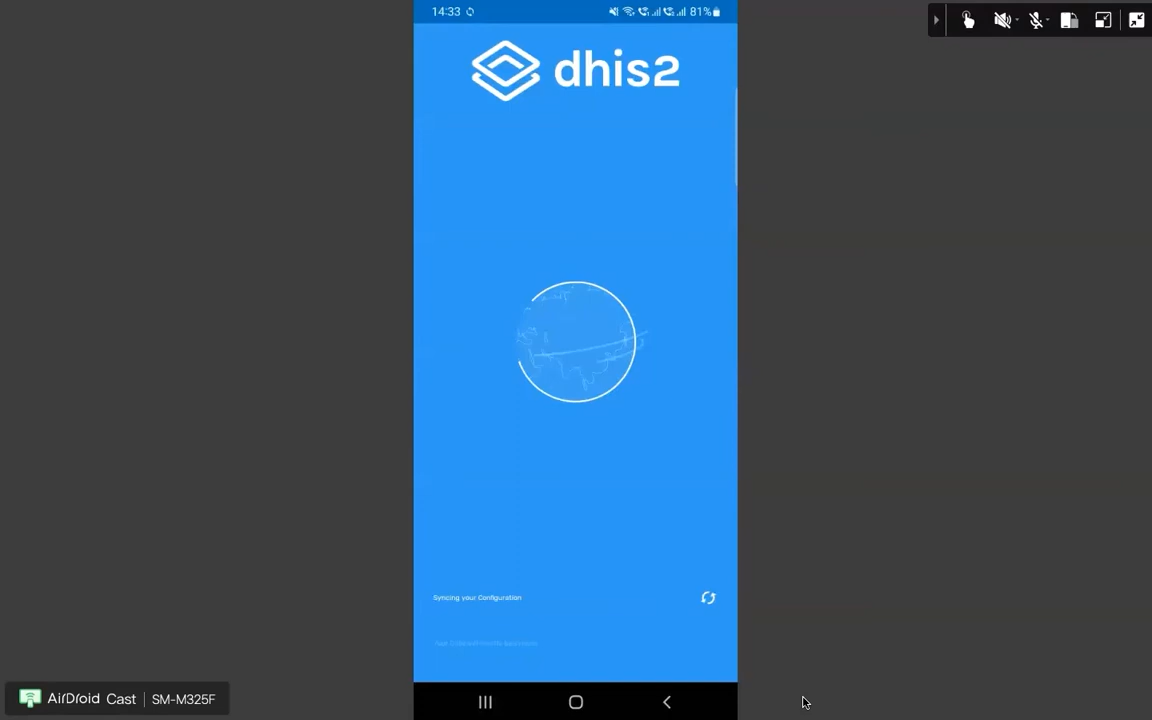 14:33
81%
dhis2
Syncing your Configuration
AirDroid Cast | SM-M325F